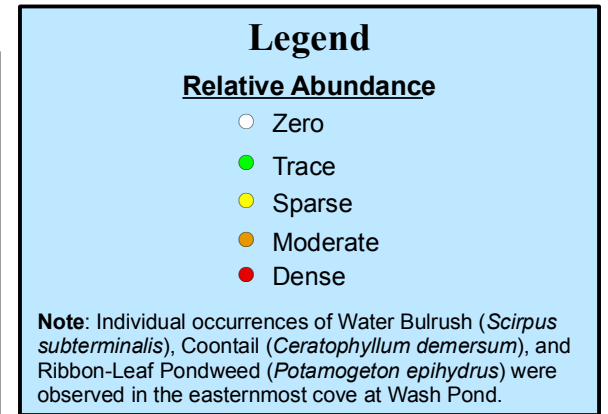 Legend
Relative Abundance
Zero
Trace
Sparse
Moderate
Dense
Note: Individual occurrences of Water Bulrush (Scirpus
subterminalis), Coontail (Ceratophyllum demersum), and
Ribbon-Leaf Pondweed (Potamogeton epihydrus) were
observed in the easternmost cove at Wash Pond.